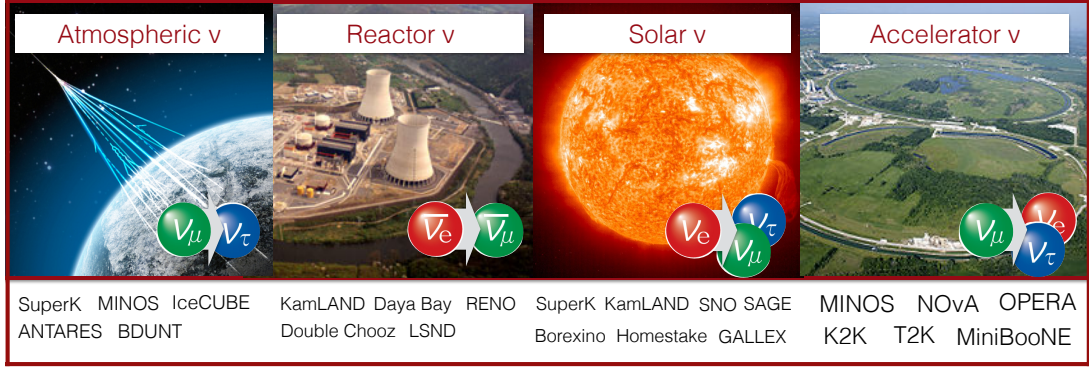 Atmospheric ν
Reactor ν
Solar ν
Accelerator ν
νμ ντ
ν̅e ν̅μ
νe ντ
νμ
νμ νe
ντ
SuperK MINOS IceCUBE
ANTARES BDUNT
KamLAND Daya Bay RENO
Double Chooz LSND
SuperK KamLAND SNO SAGE
Borexino Homestake GALLEX
MINOS NOvA OPERA
K2K T2K MiniBooNE